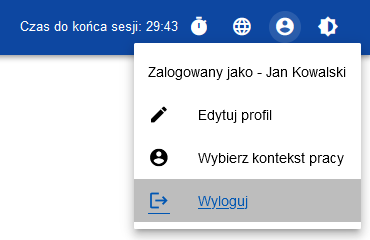 Czas do końca sesji: 29:43
Zalogowany jako - Jan Kowalski
Edytuj profil
Wybierz kontekst pracy
Wyloguj